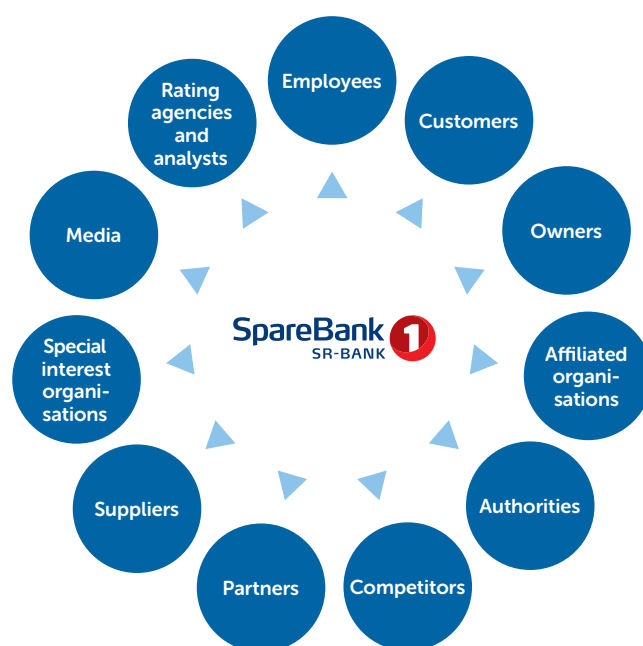 Employees
Customers
Owners
Affiliated
organi-
sations
Authorities
Competitors
Partners
Suppliers
Special
interest
organi-
sations
Media
Rating
agencies
and
analysts
SpareBank 1
SR-BANK